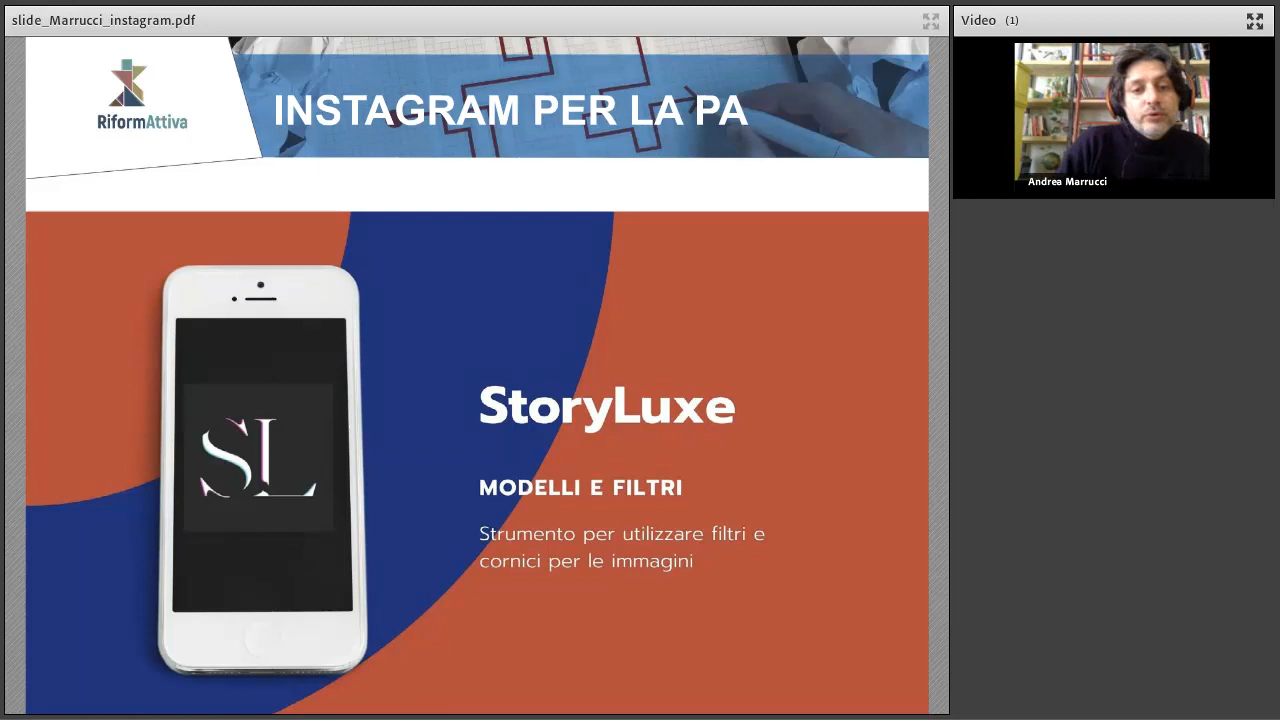 slide_Marrucci_instagram.pdf
Video (1)
RiformAttiva
INSTAGRAM PER LA PA
Andrea Marrucci
SL
StoryLuxe
MODELLI E FILTRI
Strumento per utilizzare filtri e
cornici per le immagini